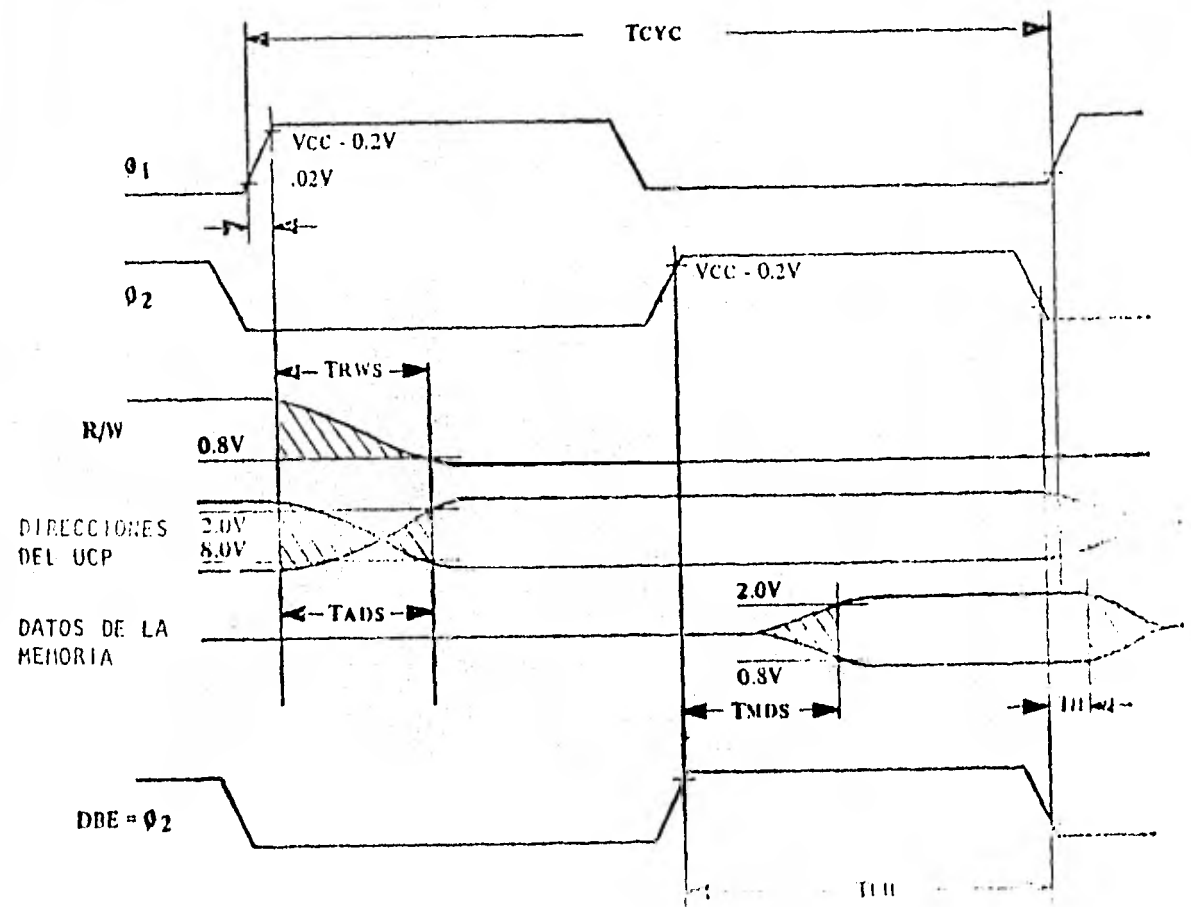 TCYC
VCC - 0.2V
Ø1
.02V
Ø2
VCC - 0.2V
TRWS
R/W
0.8V
DIRECCIONES
DEL UCP
2.0V
8.0V
TADS
2.0V
DATOS DE LA
MEMORIA
0.8V
TMDS
DBE = Ø2